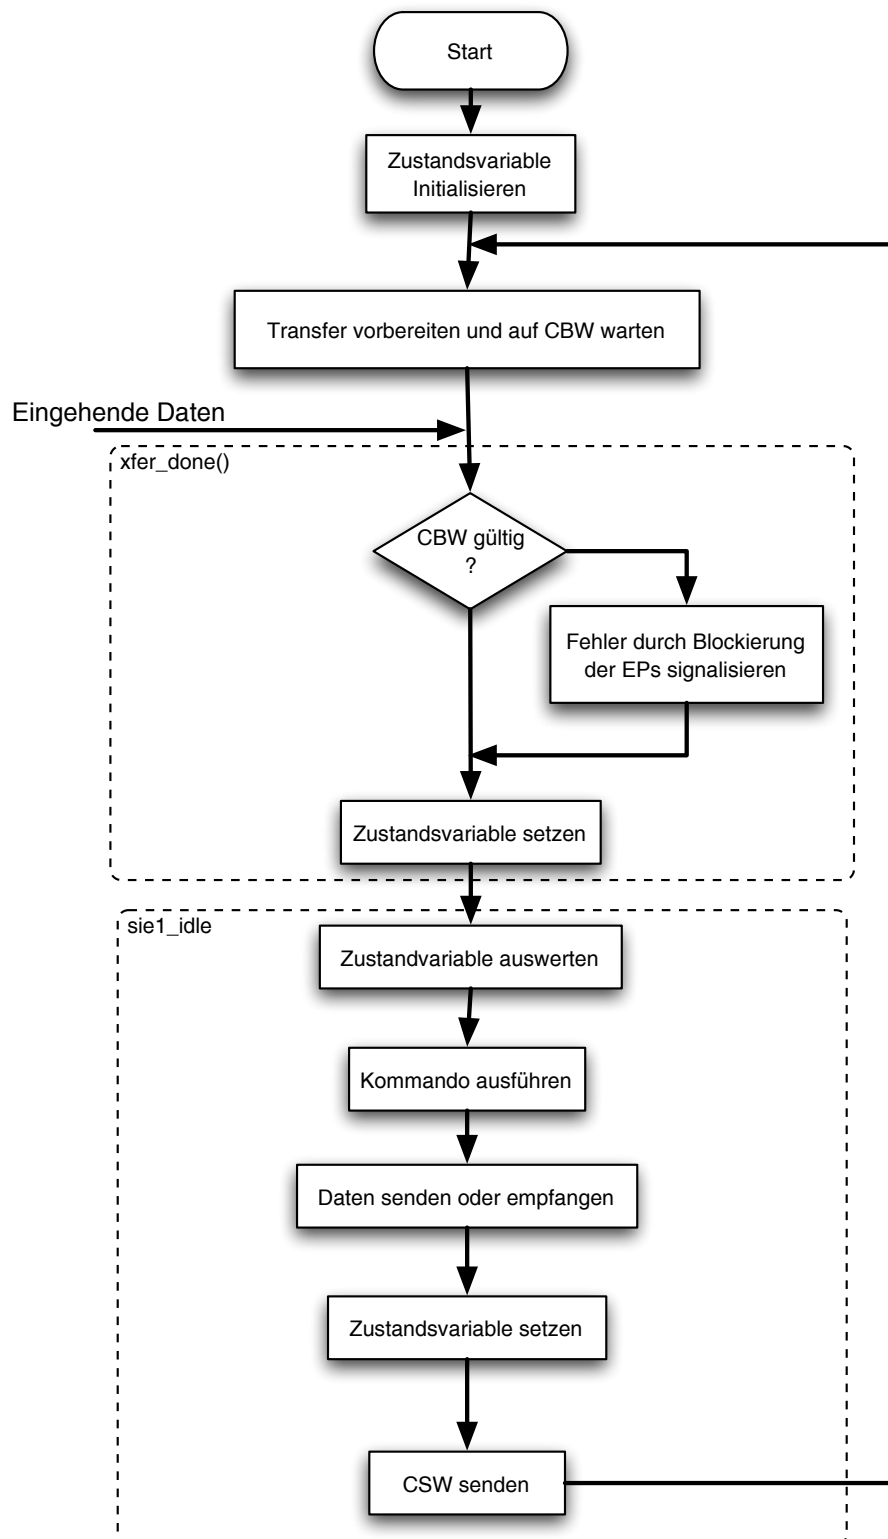 Start
Zustandsvariable
Initialisieren
Transfer vorbereiten und auf CBW warten
Eingehende Daten
xfer_done()
CBW gültig
?
Fehler durch Blockierung
der EPs signalisieren
Zustandsvariable setzen
sie1_idle
Zustandvariable auswerten
Kommando ausführen
Daten senden oder empfangen
Zustandsvariable setzen
CSW senden